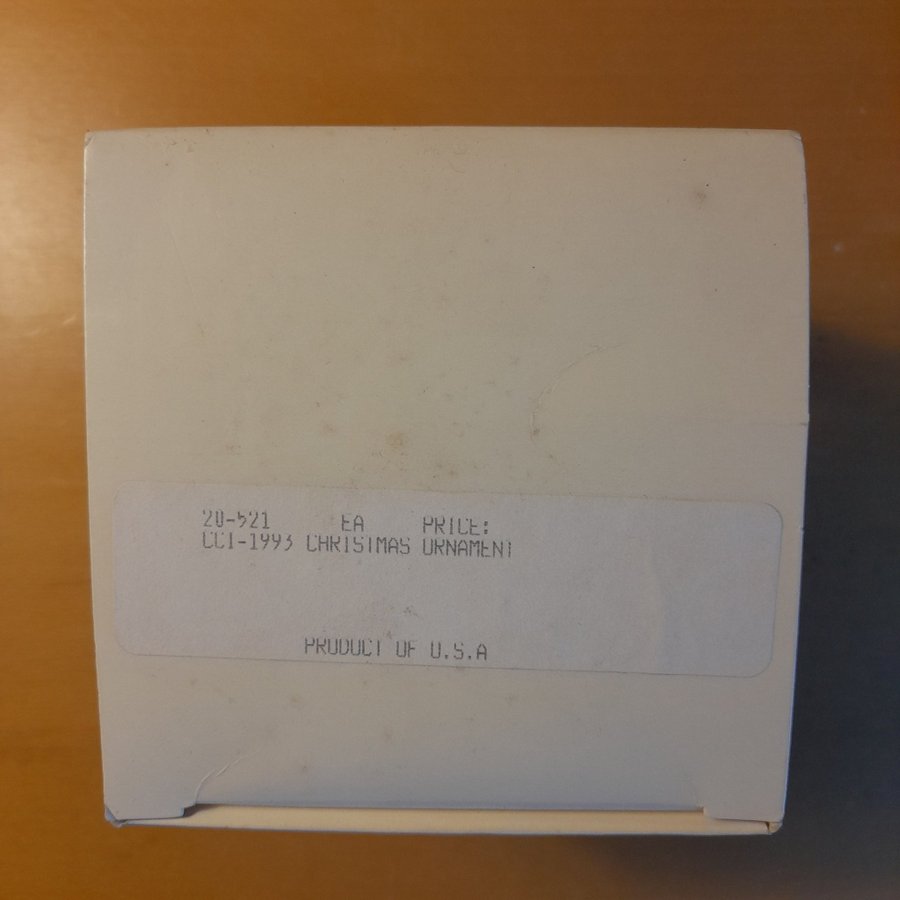 20-521 EA PRICE:
CCI-1993 CHRISTMAS ORNAMENT
PRODUCT OF U.S.A